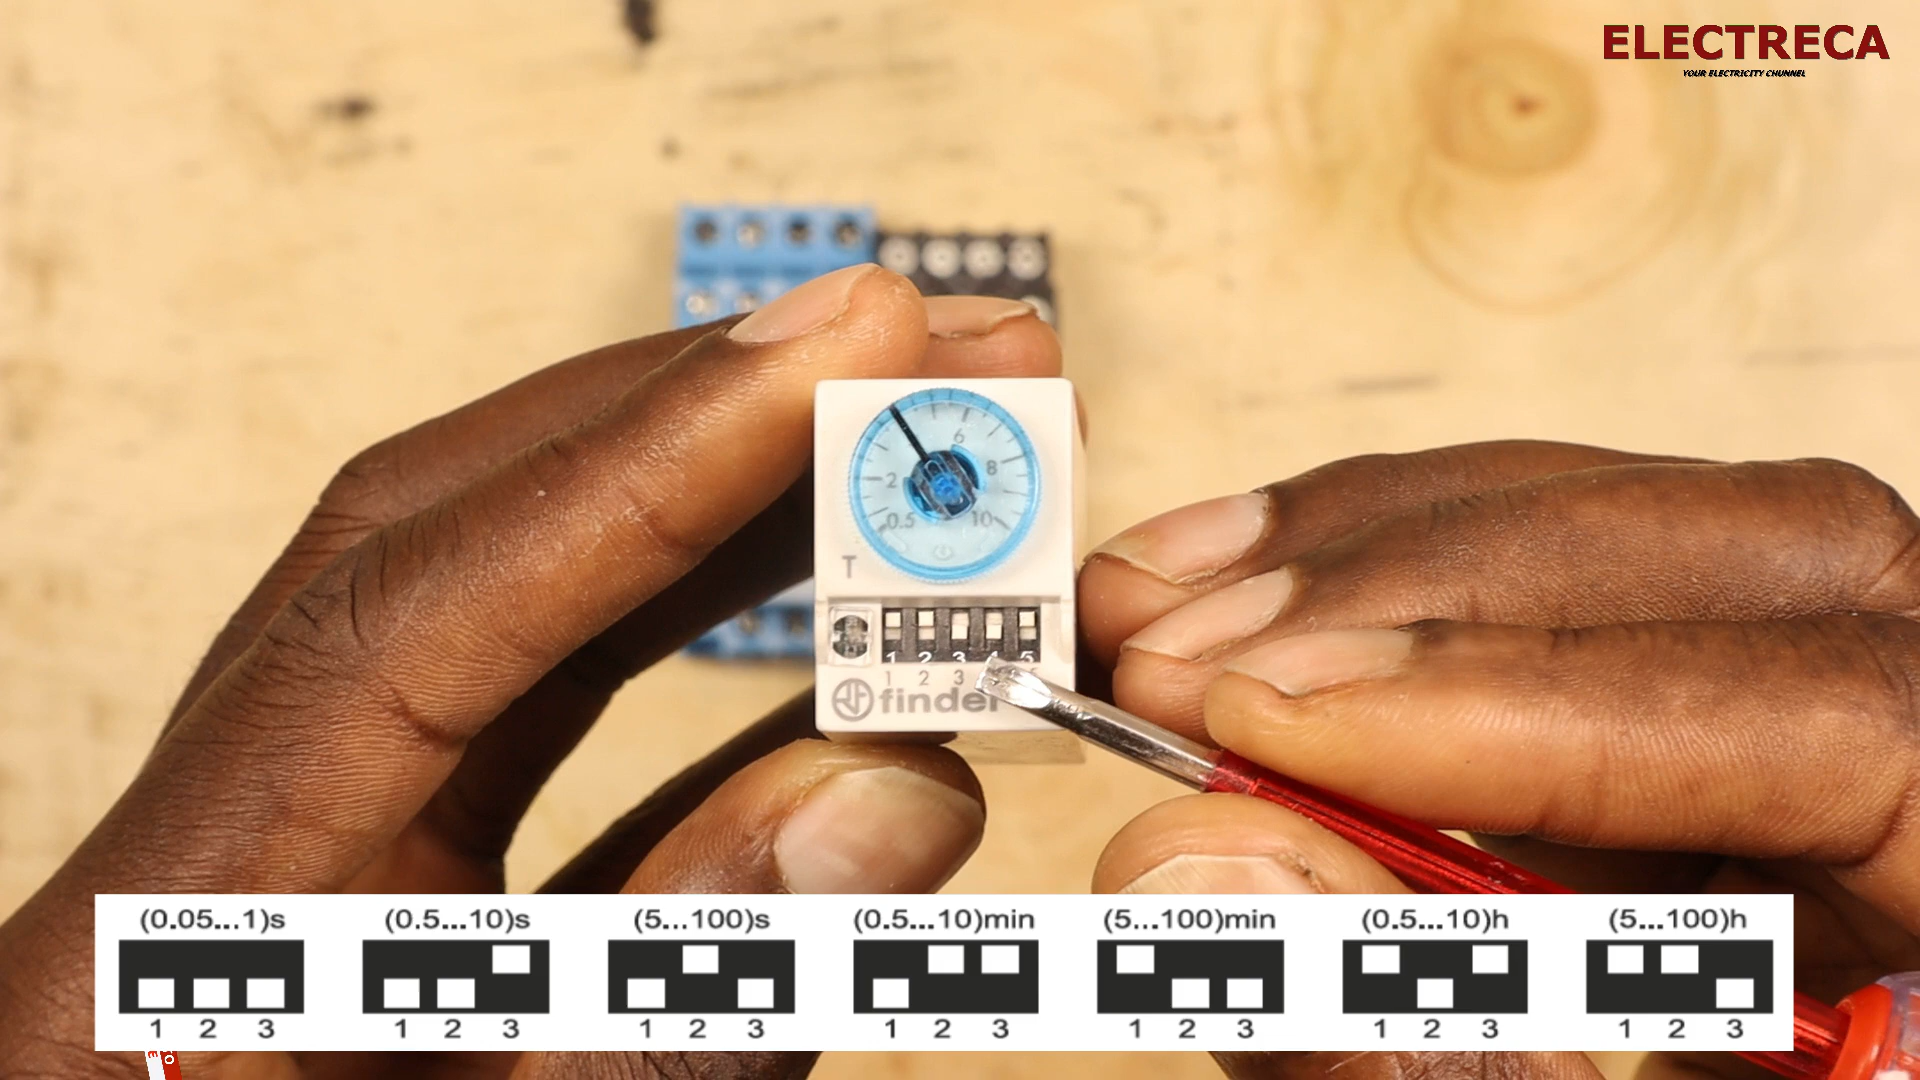 ELECTRECA
YOUR ELECTRICITY CHUNNEL
6
2 8
0.5 10
T
1 2 3 4 5
1 2 3
finder
(0.05...1)s (0.5...10)s (5...100)s (0.5...10)min (5...100)min (0.5...10)h (5...100)h
1 2 3 1 2 3 1 2 3 1 2 3 1 2 3 1 2 3 1 2 3